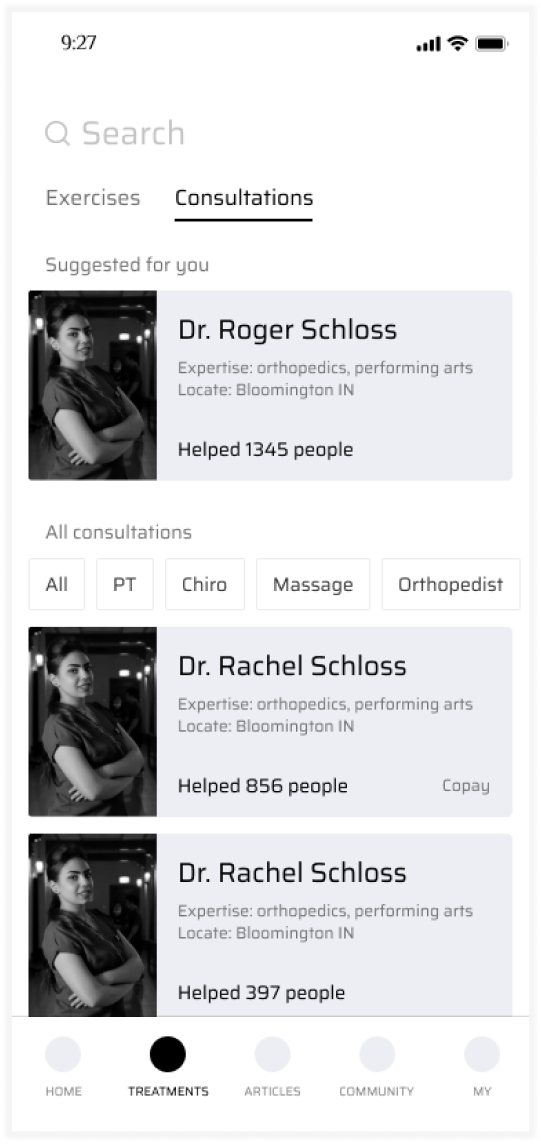 9:27
Search
Exercises Consultations
Suggested for you
Dr. Roger Schloss
Expertise: orthopedics, performing arts
Locate: Bloomington IN
Helped 1345 people
All consultations
All PT Chiro Massage Orthopedist
Dr. Rachel Schloss
Expertise: orthopedics, performing arts
Locate: Bloomington IN
Helped 856 people Copay
Dr. Rachel Schloss
Expertise: orthopedics, performing arts
Locate: Bloomington IN
Helped 397 people
HOME TREATMENTS ARTICLES COMMUNITY MY